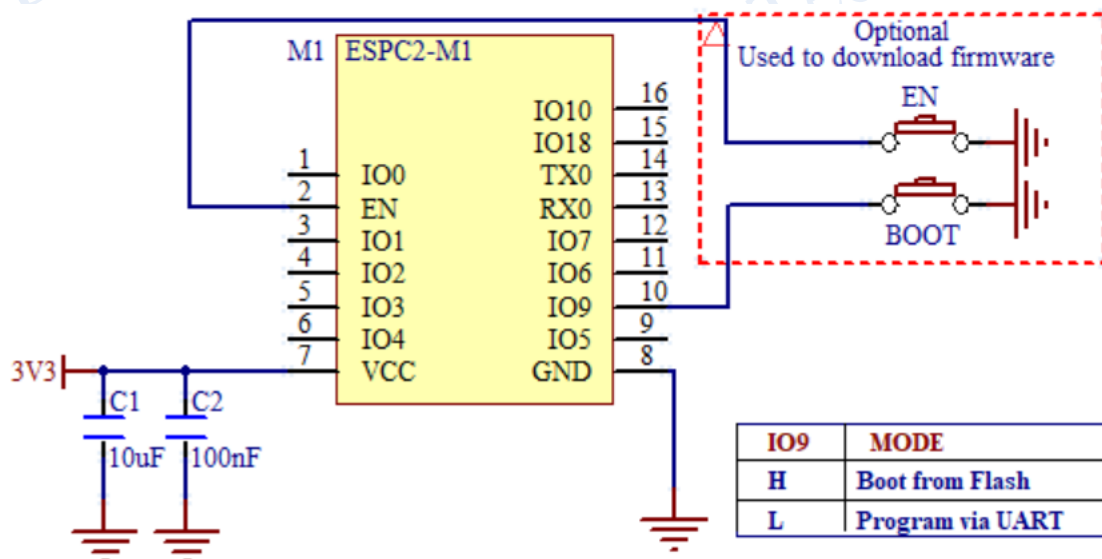 M1 ESPC2-M1
Optional
Used to download firmware
EN
BOOT
1 IO0
2 EN
3 IO1
4 IO2
5 IO3
6 IO4
7 VCC
IO10 16
IO18 15
TX0 14
RX0 13
IO7 12
IO6 11
IO9 10
IO5 9
GND 8
3V3
C1
10uF
C2
100nF
IO9 MODE
H Boot from Flash
L Program via UART